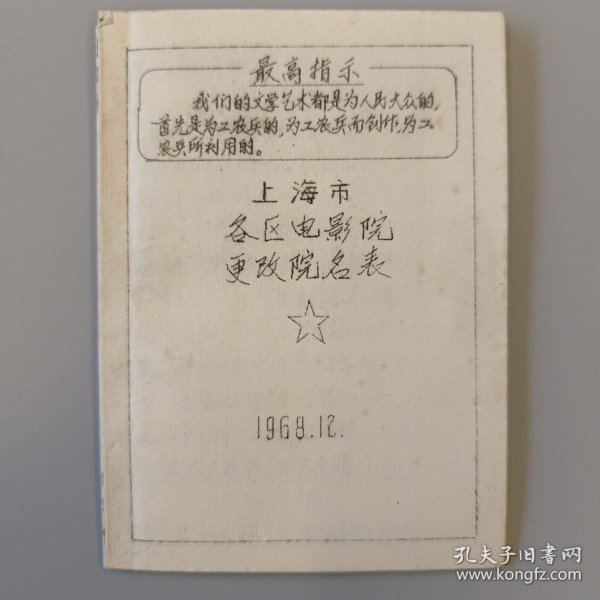 最高指示
我们的文学艺术都是为人民大众的,
首先是为工农兵的,为工农兵而创作,为工
农兵所利用的。
上海市
各区电影院
更改院名表
1968.12.
孔夫子旧书网
www.kongfz.com